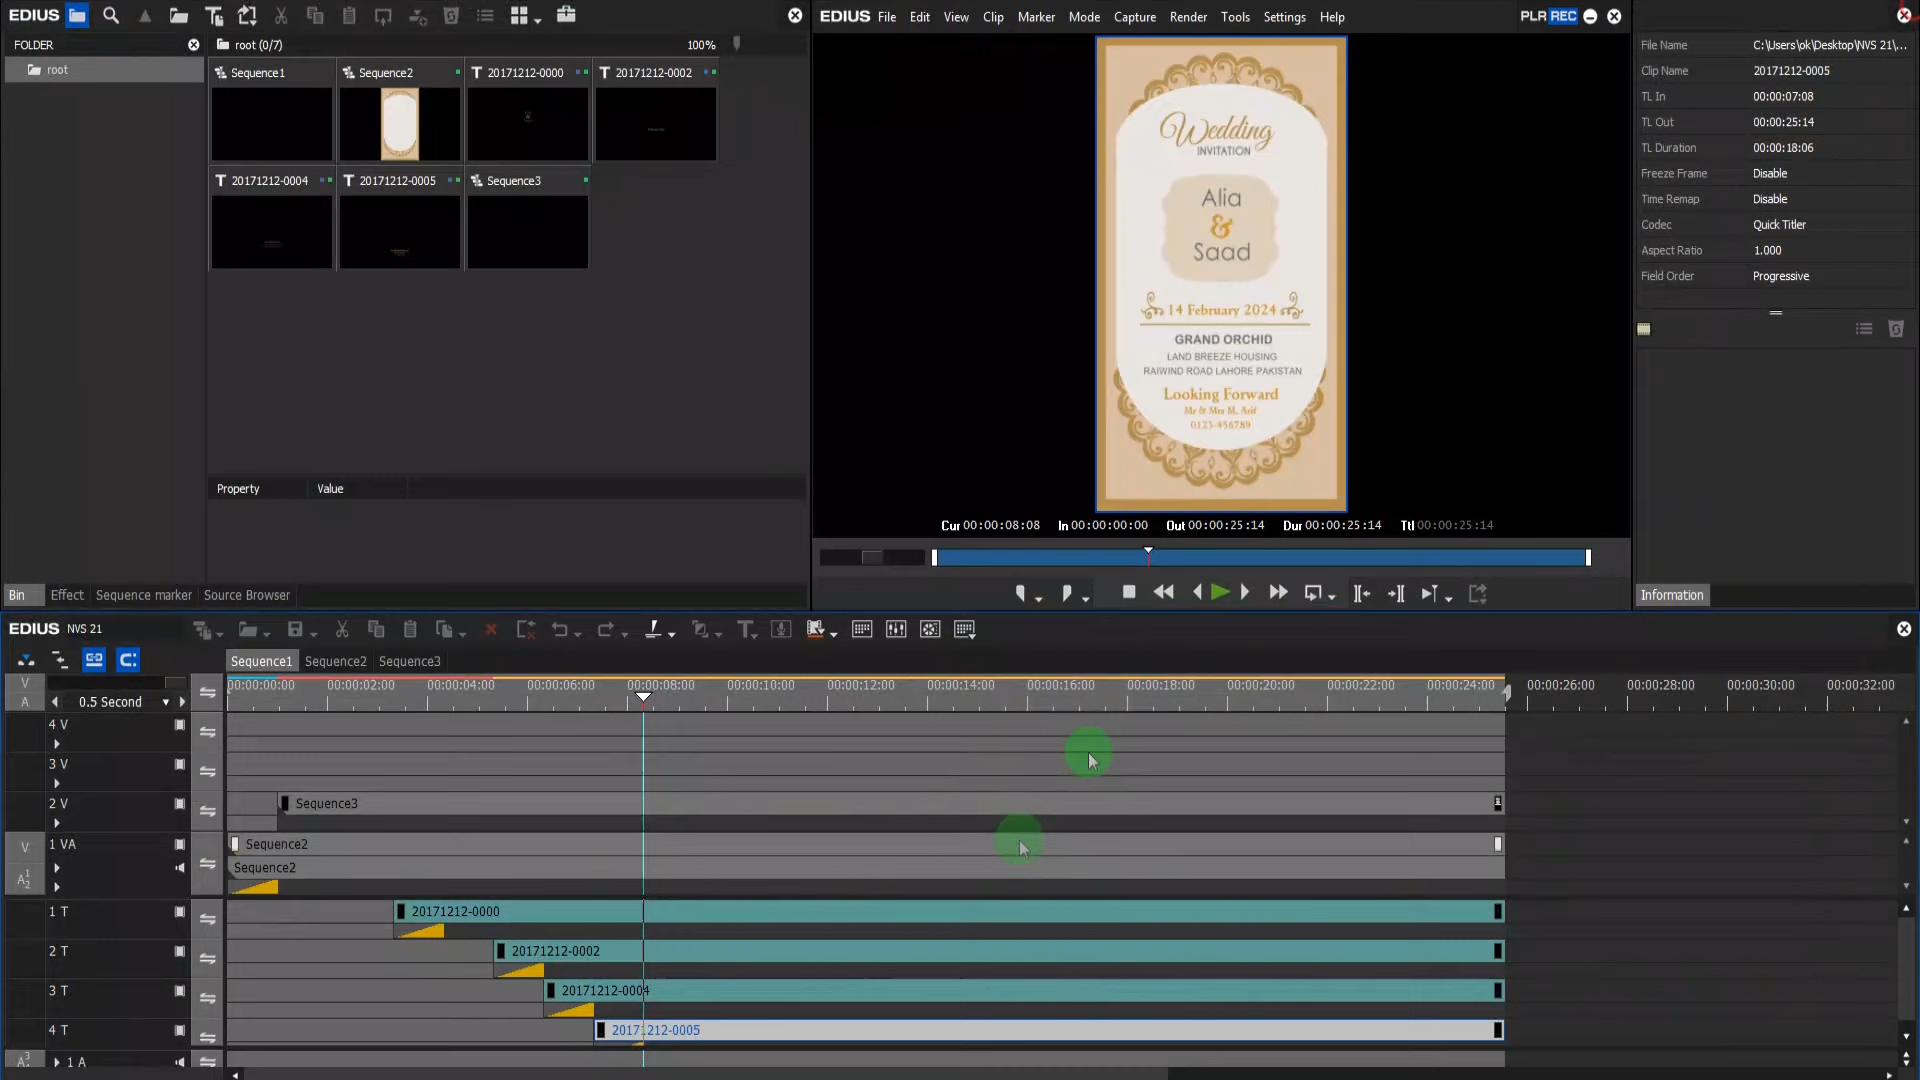 EDIUS
EDIUS File Edit View Clip Marker Mode Capture Render Tools Settings Help
PLR REC
FOLDER
root (0/7)
100%
root
Sequence1
Sequence2
20171212-0000
20171212-0002
20171212-0004
20171212-0005
Sequence3
Property Value
Bin Effect Sequence marker Source Browser
Wedding
INVITATION
Alia
&
Saad
14 February 2024
GRAND ORCHID
LAND BREEZE HOUSING
RAIWIND ROAD LAHORE PAKISTAN
Looking Forward
Mr & Mrs M. Arif
0123-456789
Cur 00:00:08:08 In 00:00:00:00 Out 00:00:25:14 Dur 00:00:25:14 Ttl 00:00:25:14
File Name C:\Users\ok\Desktop\NVS 21\...
Clip Name 20171212-0005
TL In 00:00:07:08
TL Out 00:00:25:14
TL Duration 00:00:18:06
Freeze Frame Disable
Time Remap Disable
Codec Quick Titler
Aspect Ratio 1.000
Field Order Progressive
Information
EDIUS NVS 21
Sequence1 Sequence2 Sequence3
V
A
0.5 Second
00:00:00:00 00:00:02:00 00:00:04:00 00:00:06:00 00:00:08:00 00:00:10:00 00:00:12:00 00:00:14:00 00:00:16:00 00:00:18:00 00:00:20:00 00:00:22:00 00:00:24:00 00:00:26:00 00:00:28:00 00:00:30:00 00:00:32:00
4 V
3 V
2 V
Sequence3
V
1 VA
Sequence2
A1 2
Sequence2
1 T
20171212-0000
2 T
20171212-0002
3 T
20171212-0004
4 T
20171212-0005
A3
1 A